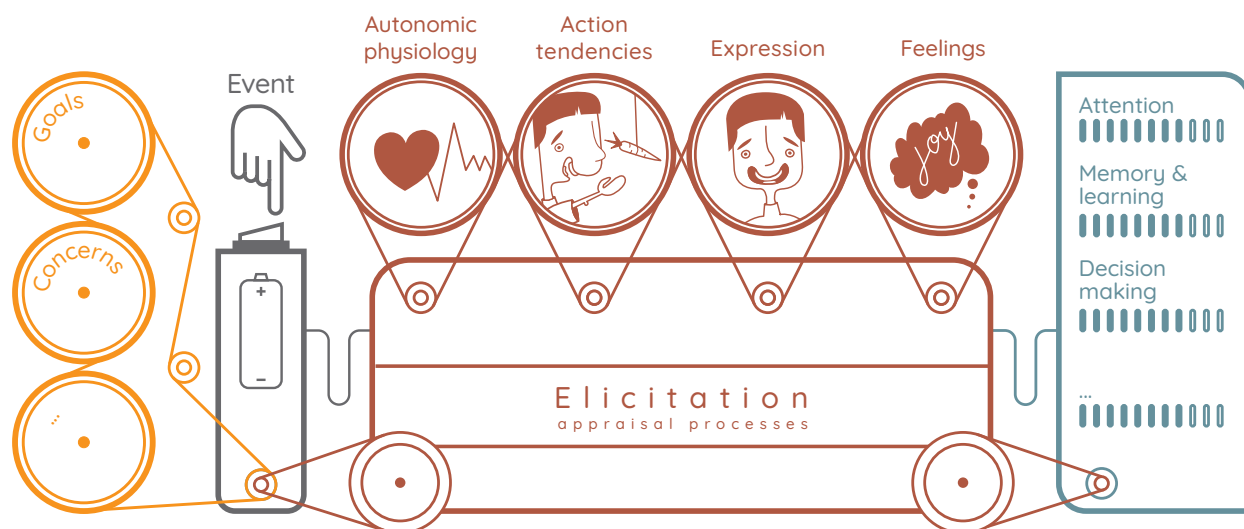 Autonomic
physiology
Action
tendencies
Expression
Feelings
Event
Goals
Concerns
...
+
-
joy
Elicitation
appraisal processes
Attention
Memory &
learning
Decision
making
...